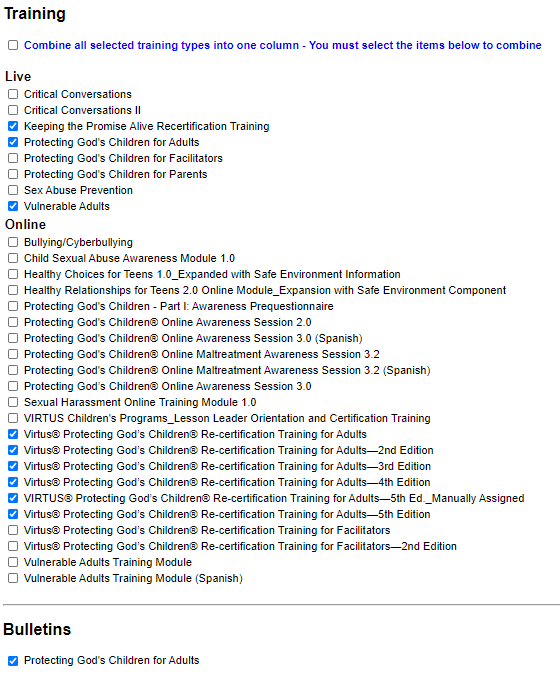 Training
Combine all selected training types into one column - You must select the items below to combine
Live
Critical Conversations
Critical Conversations II
Keeping the Promise Alive Recertification Training
Protecting God's Children for Adults
Protecting God's Children for Facilitators
Protecting God's Children for Parents
Sex Abuse Prevention
Vulnerable Adults
Online
Bullying/Cyberbullying
Child Sexual Abuse Awareness Module 1.0
Healthy Choices for Teens 1.0_Expanded with Safe Environment Information
Healthy Relationships for Teens 2.0 Online Module_Expansion with Safe Environment Component
Protecting God's Children - Part I: Awareness Prequestionnaire
Protecting God's Children® Online Awareness Session 2.0
Protecting God's Children® Online Awareness Session 3.0 (Spanish)
Protecting God's Children® Online Maltreatment Awareness Session 3.2
Protecting God's Children® Online Maltreatment Awareness Session 3.2 (Spanish)
Protecting God’s Children® Online Awareness Session 3.0
Sexual Harassment Online Training Module 1.0
VIRTUS Children's Programs_Lesson Leader Orientation and Certification Training
Virtus® Protecting God’s Children® Re-certification Training for Adults
Virtus® Protecting God’s Children® Re-certification Training for Adults—2nd Edition
Virtus® Protecting God’s Children® Re-certification Training for Adults—3rd Edition
Virtus® Protecting God’s Children® Re-certification Training for Adults—4th Edition
VIRTUS® Protecting God’s Children® Re-certification Training for Adults—5th Ed._Manually Assigned
Virtus® Protecting God’s Children® Re-certification Training for Adults—5th Edition
Virtus® Protecting God’s Children® Re-certification Training for Facilitators
Virtus® Protecting God’s Children® Re-certification Training for Facilitators—2nd Edition
Vulnerable Adults Training Module
Vulnerable Adults Training Module (Spanish)
Bulletins
Protecting God's Children for Adults